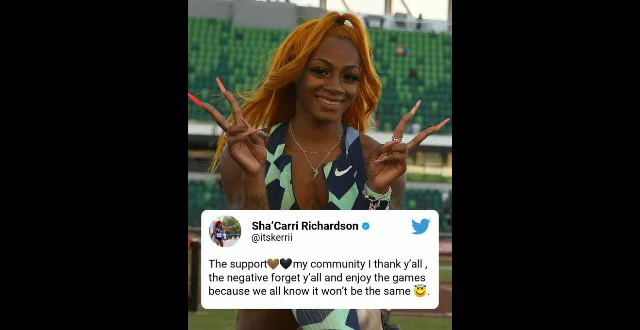 Sha'Carri Richardson
@itskerii
The support🤎🖤my community I thank y'all ,
the negative forget y'all and enjoy the games
because we all know it won't be the same 😇.